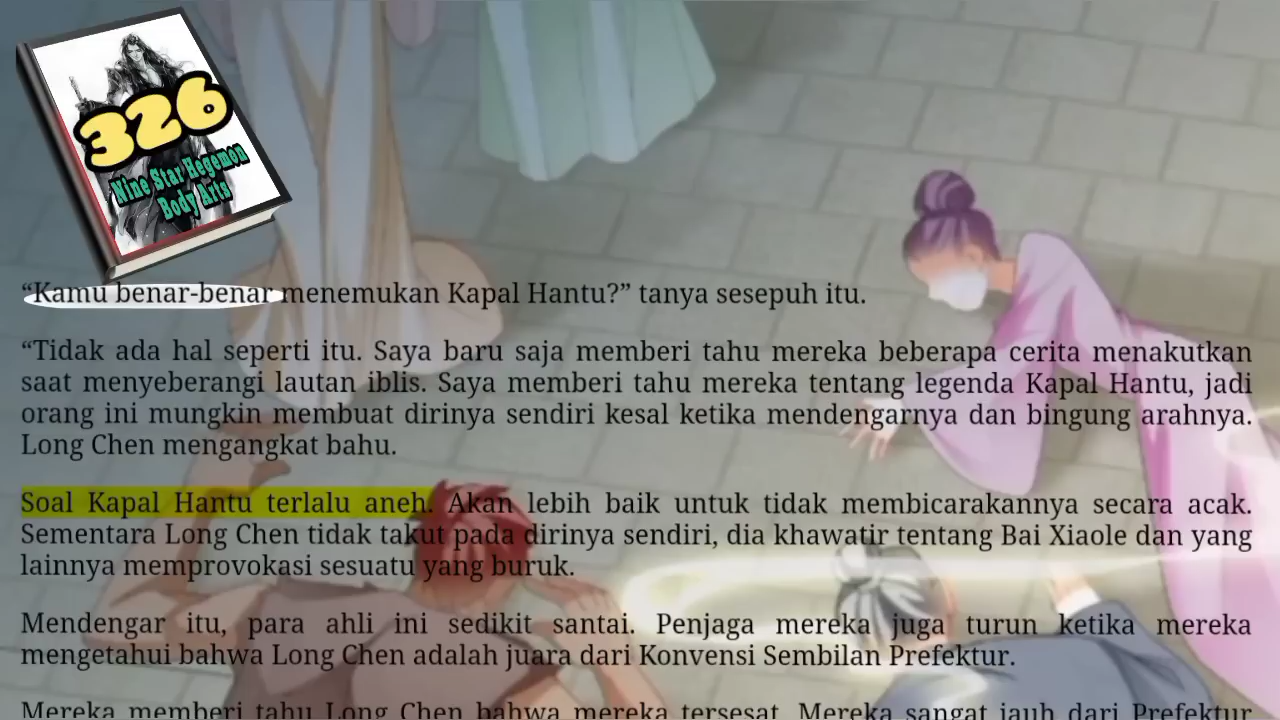 326
Nine Star Hegemon
Body Arts
“Kamu benar-benar menemukan Kapal Hantu?” tanya sesepuh itu.
“Tidak ada hal seperti itu. Saya baru saja memberi tahu mereka beberapa cerita menakutkan
saat menyeberangi lautan iblis. Saya memberi tahu mereka tentang legenda Kapal Hantu, jadi
orang ini mungkin membuat dirinya sendiri kesal ketika mendengarnya dan bingung arahnya.
Long Chen mengangkat bahu.
Soal Kapal Hantu terlalu aneh. Akan lebih baik untuk tidak membicarakannya secara acak.
Sementara Long Chen tidak takut pada dirinya sendiri, dia khawatir tentang Bai Xiaole dan yang
lainnya memprovokasi sesuatu yang buruk.
Mendengar itu, para ahli ini sedikit santai. Penjaga mereka juga turun ketika mereka
mengetahui bahwa Long Chen adalah juara dari Konvensi Sembilan Prefektur.
Mereka memberi tahu Long Chen bahwa mereka tersesat. Mereka sangat jauh dari Prefektur